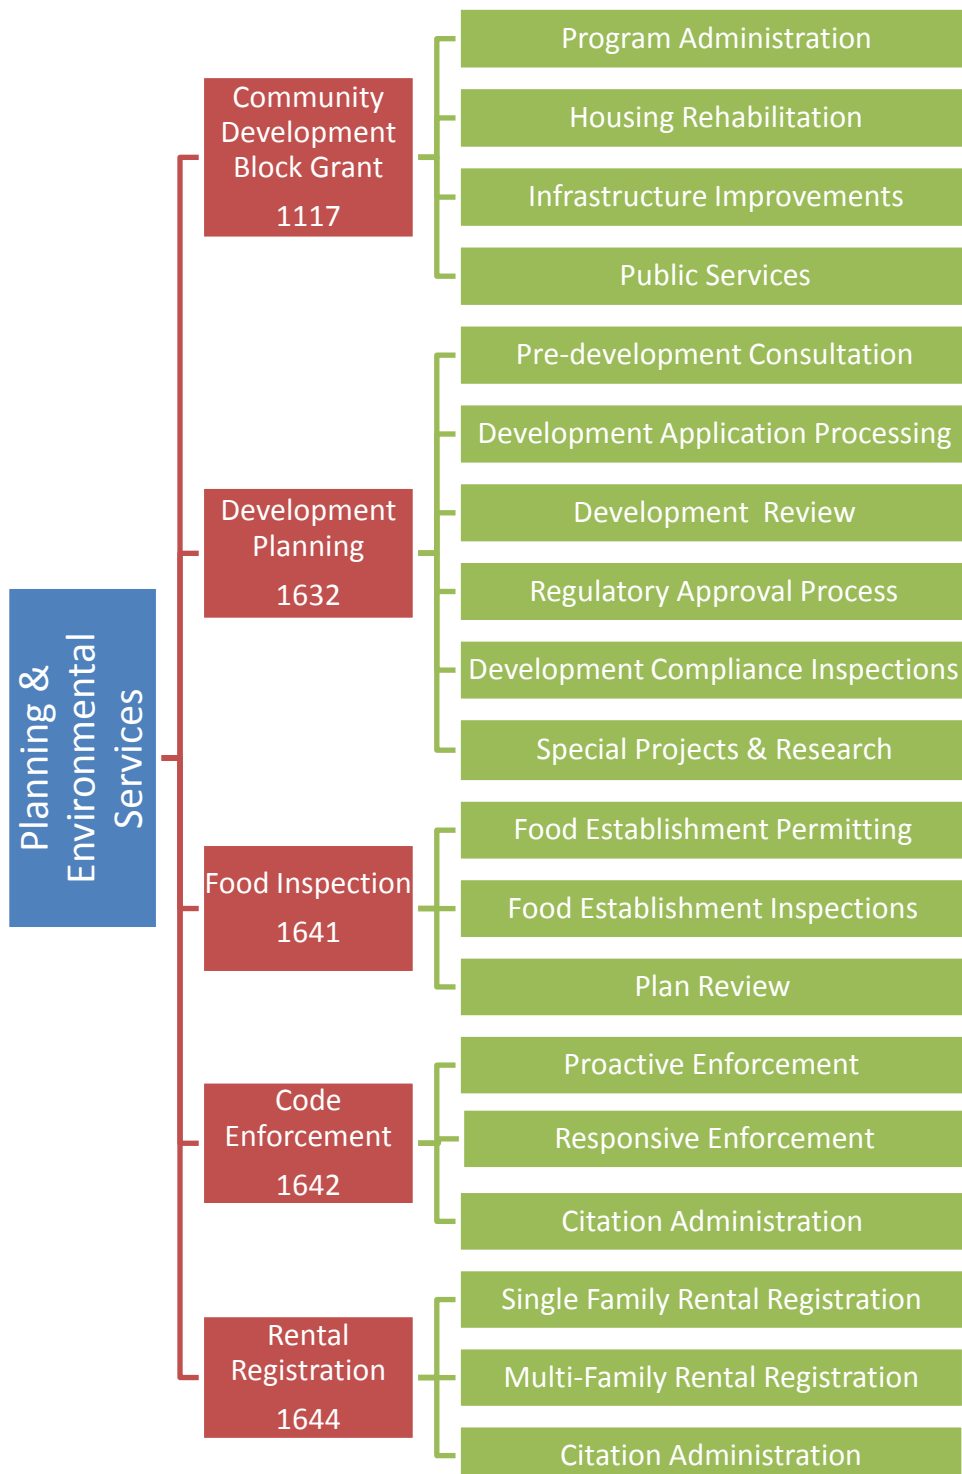 Planning &
Environmental
Services
Community
Development
Block Grant
1117
Program Administration
Housing Rehabilitation
Infrastructure Improvements
Public Services
Development
Planning
1632
Pre-development Consultation
Development Application Processing
Development  Review
Regulatory Approval Process
Development Compliance Inspections
Special Projects & Research
Food Inspection
1641
Food Establishment Permitting
Food Establishment Inspections
Plan Review
Code
Enforcement
1642
Proactive Enforcement
Responsive Enforcement
Citation Administration
Rental
Registration
1644
Single Family Rental Registration
Multi-Family Rental Registration
Citation Administration